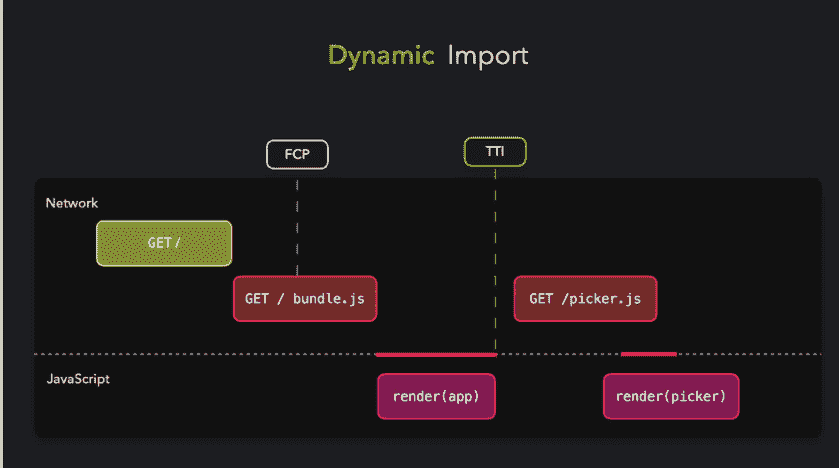 Dynamic Import
FCP
TTI
Network
GET /
GET / bundle.js
GET /picker.js
JavaScript
render(app)
render(picker)